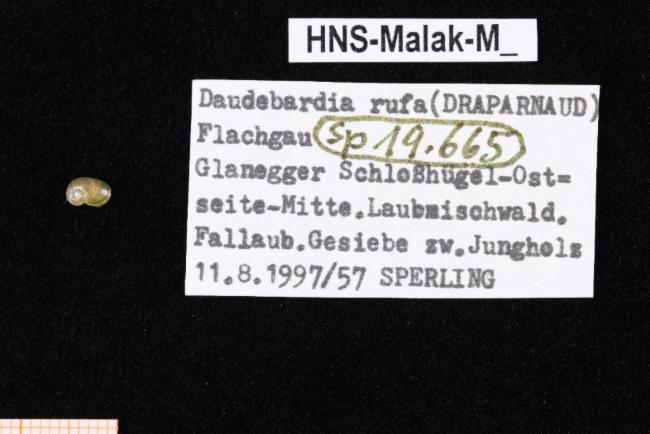 HNS-Malak-M_
Daudebardia rufa(DRAPARNAUD)
Flachgau Sp 19.665
Glanegger Schloßhügel-Ost=
seite-Mitte.Laubmischwald.
Fallaub.Gesiebe zw.Jungholz
11.8.1997/57 SPERLING